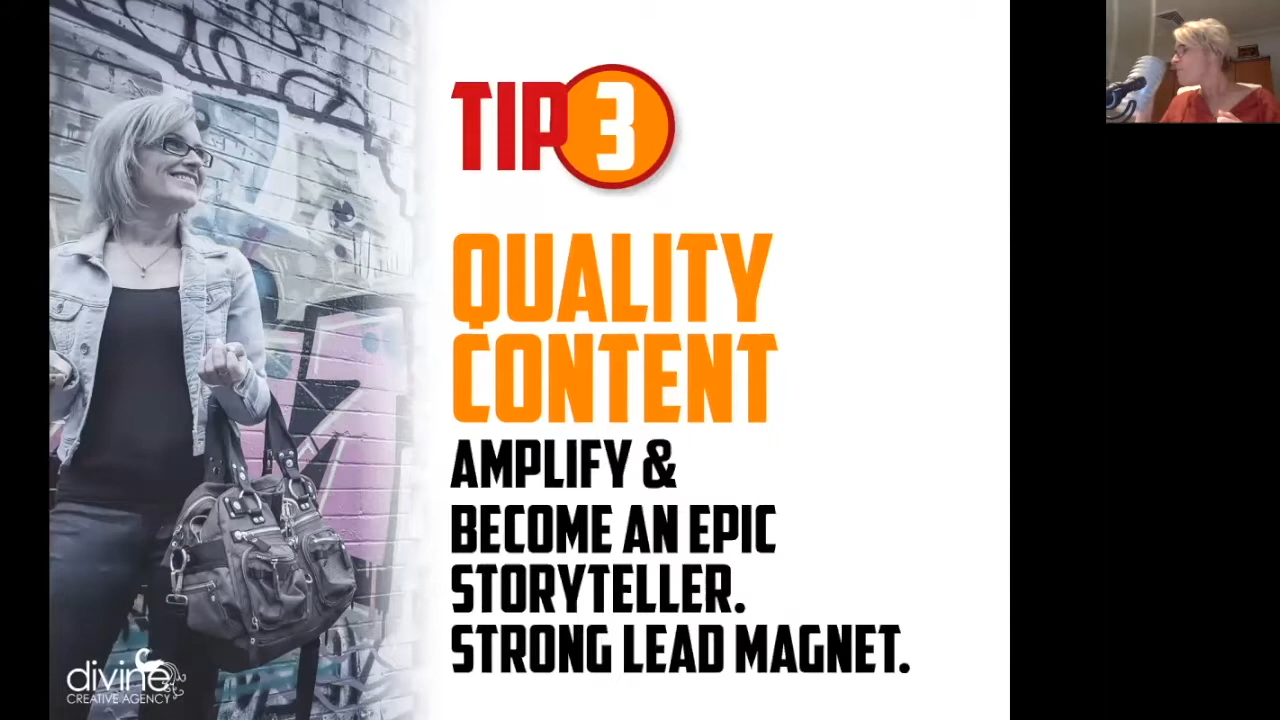 TIP 3
QUALITY
CONTENT
AMPLIFY &
BECOME AN EPIC
STORYTELLER.
STRONG LEAD MAGNET.
divine
CREATIVE AGENCY